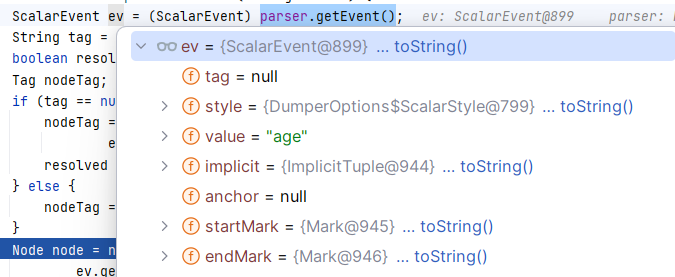 ScalarEvent ev = (ScalarEvent) parser.getEvent(); ev: ScalarEvent@899 parser:
String tag =
boolean resol
Tag nodeTag;
if (tag == nu
nodeTag =
e
resolved
} else {
nodeTag =
}
Node node = n
ev.ge
ev = {ScalarEvent@899} ... toString()
f tag = null
f style = {DumperOptions$ScalarStyle@799} ... toString()
f value = "age"
f implicit = {ImplicitTuple@944} ... toString()
f anchor = null
f startMark = {Mark@945} ... toString()
f endMark = {Mark@946} ... toString()